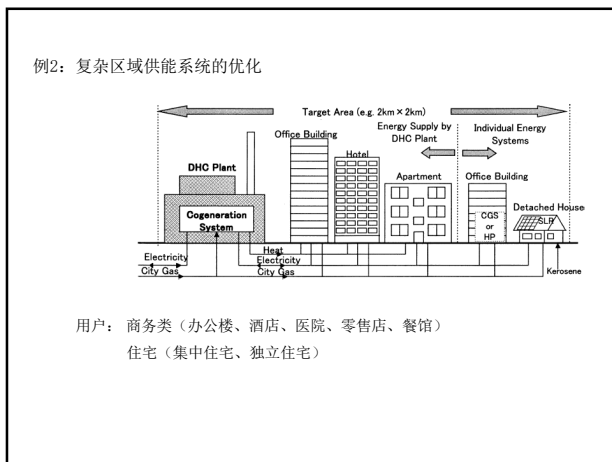 例2：复杂区域供能系统的优化
Target Area (e.g. 2km×2km)
Energy Supply by
DHC Plant
Individual Energy
Systems
Office Building
Hotel
DHC Plant
Apartment
Office Building
Detached House
Cogeneration
System
CGS
or
HP
SLR
Heat
Electricity
Electricity
City Gas
City Gas
Kerosene
用户： 商务类（办公楼、酒店、医院、零售店、餐馆）
住宅（集中住宅、独立住宅）